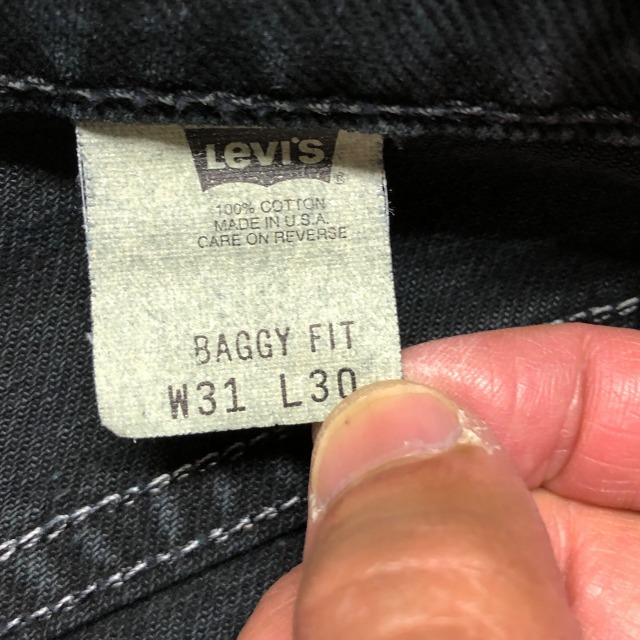 LEVI'S
®
100% COTTON
MADE IN U.S.A.
CARE ON REVERSE
BAGGY FIT
W31 L30